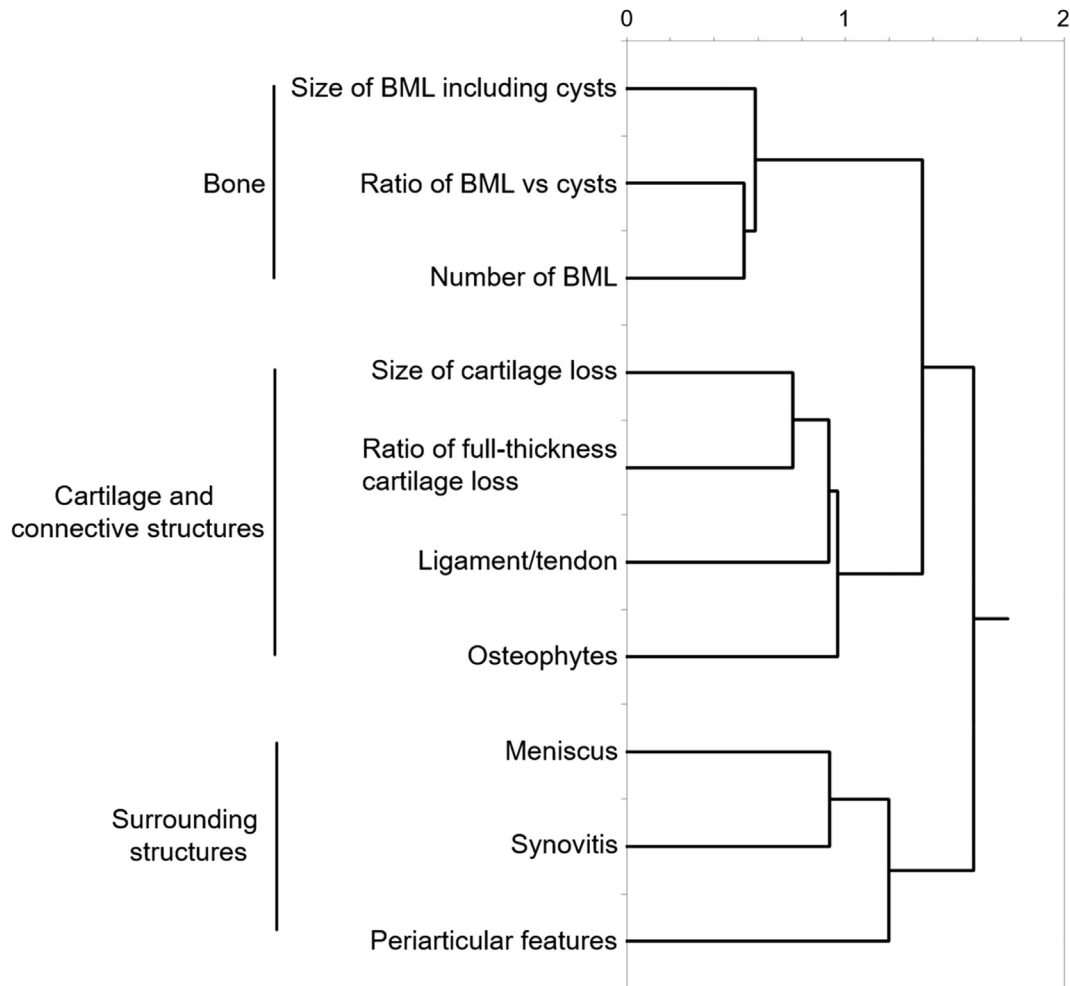 0 1 2
Size of BML including cysts
Bone
Ratio of BML vs cysts
Number of BML
Size of cartilage loss
Ratio of full-thickness
cartilage loss
Cartilage and
connective structures
Ligament/tendon
Osteophytes
Meniscus
Surrounding
structures
Synovitis
Periarticular features